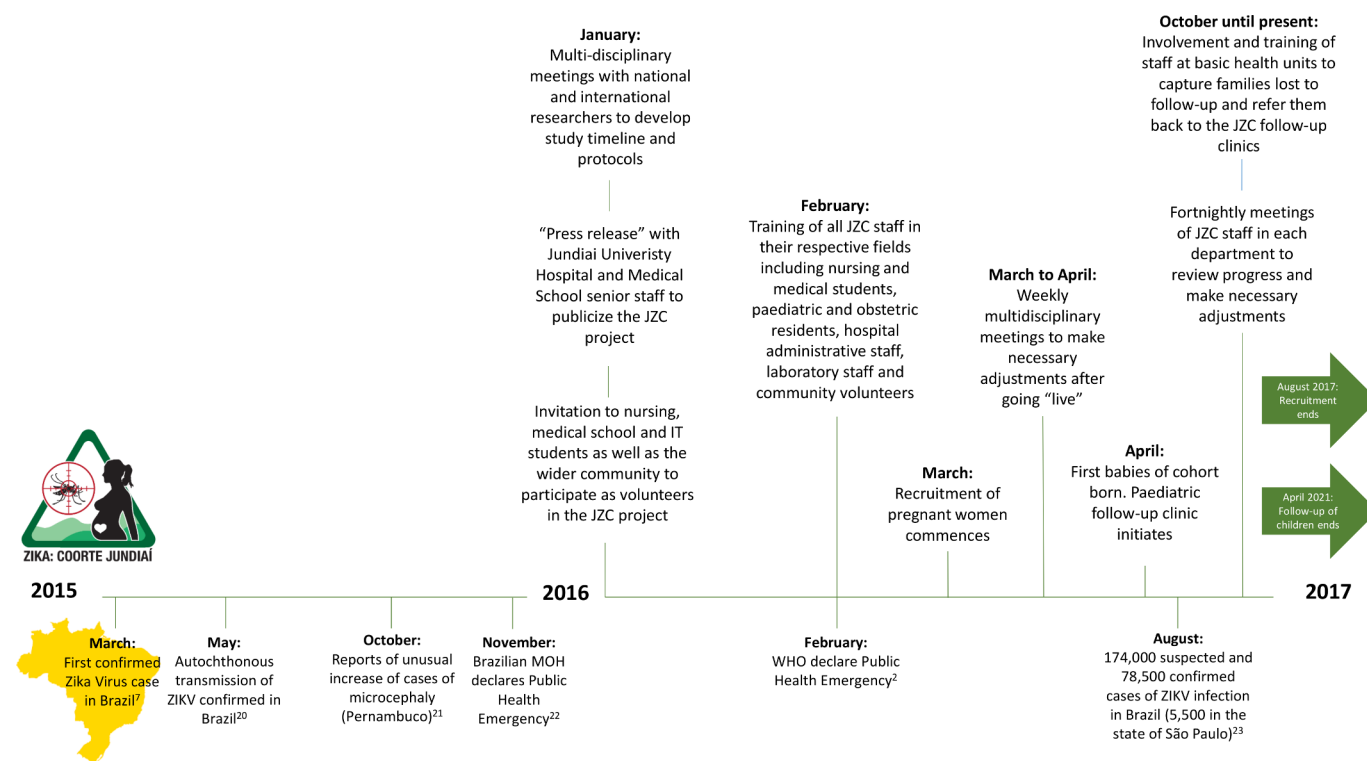 January:
Multi-disciplinary
meetings with national
and international
researchers to develop
study timeline and
protocols
“Press release” with
Jundiai Univeristy
Hospital and Medical
School senior staff to
publicize the JZC
project
Invitation to nursing,
medical school and IT
students as well as the
wider community to
participate as volunteers
in the JZC project
February:
Training of all JZC staff in
their respective fields
including nursing and
medical students,
paediatric and obstetric
residents, hospital
administrative staff,
laboratory staff and
community volunteers
March:
Recruitment of
pregnant women
commences
March to April:
Weekly
multidisciplinary
meetings to make
necessary
adjustments after
going “live”
April:
First babies of cohort
born. Paediatric
follow-up clinic
initiates
October until present:
Involvement and training of
staff at basic health units to
capture families lost to
follow-up and refer them
back to the JZC follow-up
clinics
Fortnightly meetings
of JZC staff in each
department to
review progress and
make necessary
adjustments
August 2017:
Recruitment
ends
April 2021:
Follow-up of
children ends
ZIKA: COORTE JUNDIAÍ
2015
2016
2017
March:
First confirmed
Zika Virus case
in Brazil⁷
May:
Autochthonous
transmission of
ZIKV confirmed in
Brazil²⁰
October:
Reports of unusual
increase of cases of
microcephaly
(Pernambuco)²¹
November:
Brazilian MOH
declares Public
Health
Emergency²²
February:
WHO declare Public
Health Emergency²
August:
174,000 suspected and
78,500 confirmed
cases of ZIKV infection
in Brazil (5,500 in the
state of São Paulo)²³